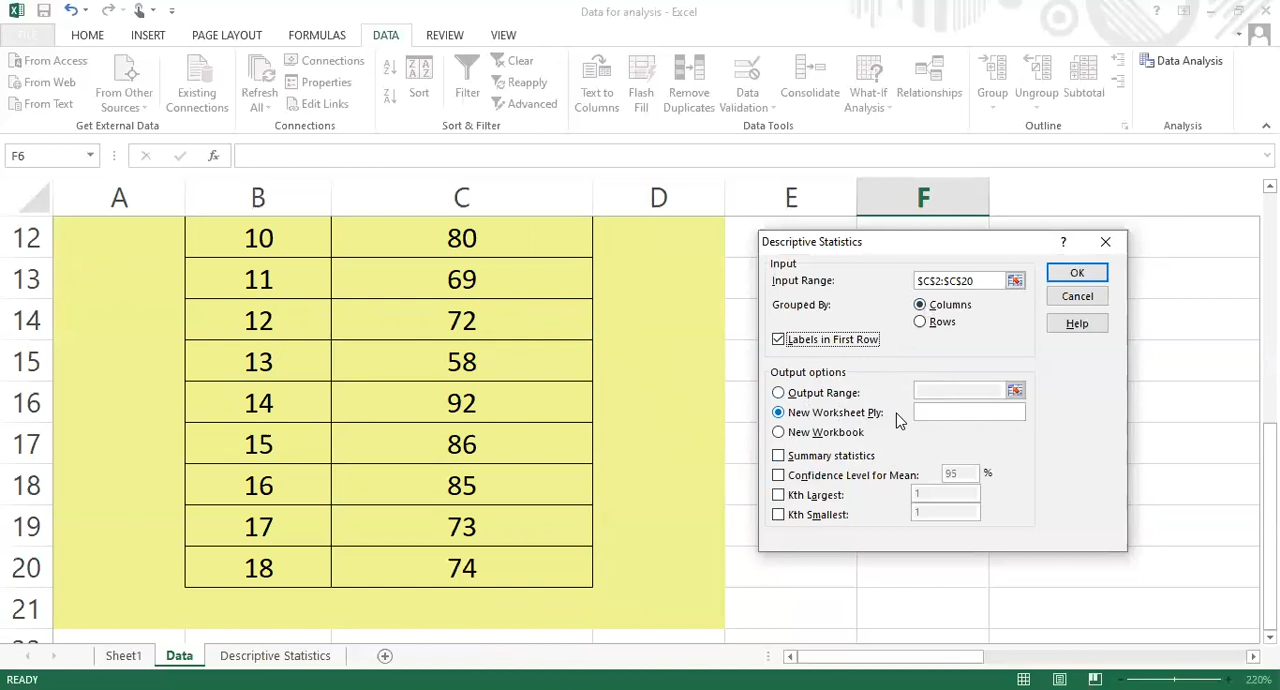 Data for analysis - Excel
FILE HOME INSERT PAGE LAYOUT FORMULAS DATA REVIEW VIEW
From Access
From Web
From Text
From Other Sources
Existing Connections
Get External Data
Refresh All
Connections
Properties
Edit Links
Connections
Sort
Filter
Clear
Reapply
Advanced
Sort & Filter
Text to Columns
Flash Fill
Remove Duplicates
Data Validation
Consolidate
What-If Analysis
Relationships
Data Tools
Group
Ungroup
Subtotal
Outline
Data Analysis
Analysis
F6 fx
A B C D E F
12 10 80
13 11 69
14 12 72
15 13 58
16 14 92
17 15 86
18 16 85
19 17 73
20 18 74
21
Descriptive Statistics ?
Input
Input Range: $C$2:$C$20
Grouped By: Columns
Rows
Labels in First Row
OK
Cancel
Help
Output options
Output Range:
New Worksheet Ply:
New Workbook
Summary statistics
Confidence Level for Mean: 95 %
Kth Largest: 1
Kth Smallest: 1
Sheet1 Data Descriptive Statistics
READY 220%